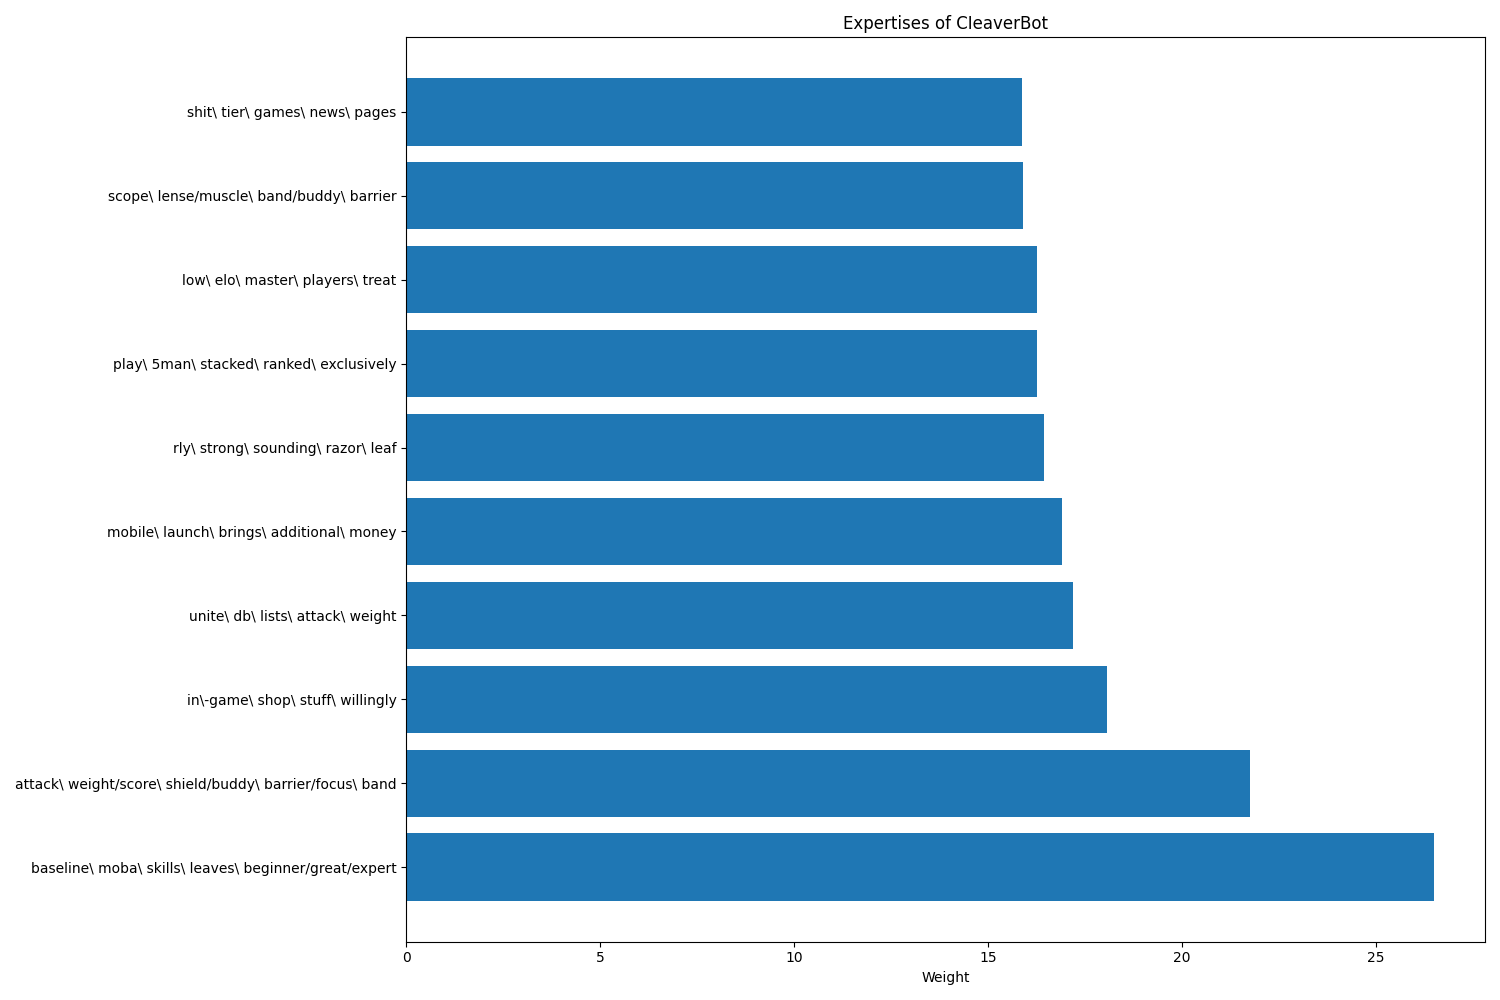 Expertises of CleaverBot
shit\ tier\ games\ news\ pages
scope\ lense/muscle\ band/buddy\ barrier
low\ elo\ master\ players\ treat
play\ 5man\ stacked\ ranked\ exclusively
rly\ strong\ sounding\ razor\ leaf
mobile\ launch\ brings\ additional\ money
unite\ db\ lists\ attack\ weight
in\-game\ shop\ stuff\ willingly
attack\ weight/score\ shield/buddy\ barrier/focus\ band
baseline\ moba\ skills\ leaves\ beginner/great/expert
0 5 10 15 20 25
Weight